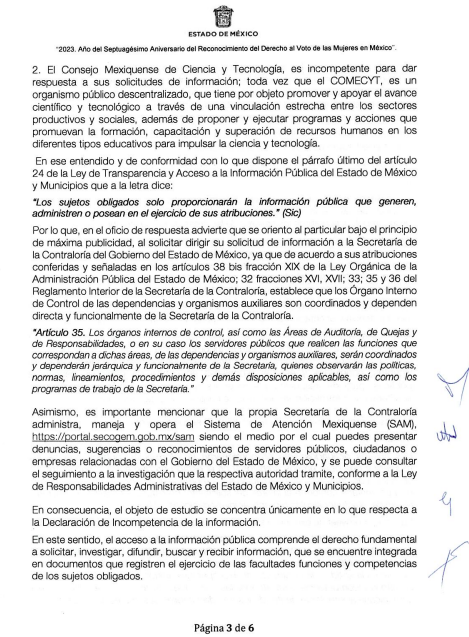 ESTADO DE MÉXICO
"2023. Año del Septuagésimo Aniversario del Reconocimiento del Derecho al Voto de las Mujeres en México".
2. El Consejo Mexiquense de Ciencia y Tecnología, es incompetente para dar
respuesta a sus solicitudes de información; toda vez que el COMECYT, es un
organismo público descentralizado, que tiene por objeto promover y apoyar el avance
científico y tecnológico a través de una vinculación estrecha entre los sectores
productivos y sociales, además de proponer y ejecutar programas y acciones que
promuevan la formación, capacitación y superación de recursos humanos en los
diferentes tipos educativos para impulsar la ciencia y tecnología.
En ese entendido y de conformidad con lo que dispone el párrafo último del artículo
24 de la Ley de Transparencia y Acceso a la Información Pública del Estado de México
y Municipios que a la letra dice:
"Los sujetos obligados solo proporcionarán la información pública que generen,
administren o posean en el ejercicio de sus atribuciones." (Sic)
Por lo que, en el oficio de respuesta advierte que se oriento al particular bajo el principio
de máxima publicidad, al solicitar dirigir su solicitud de información a la Secretaría de
la Contraloría del Gobierno del Estado de México, ya que de acuerdo a sus atribuciones
conferidas y señaladas en los artículos 38 bis fracción XIX de la Ley Orgánica de la
Administración Pública del Estado de México; 32 fracciones XVI, XVII; 33; 35 y 36 del
Reglamento Interior de la Secretaría de la Contraloría, establece que los Órgano Interno
de Control de las dependencias y organismos auxiliares son coordinados y dependen
directa y funcionalmente de la Secretaría de la Contraloría.
"Artículo 35. Los órganos internos de control, así como las Áreas de Auditoría, de Quejas y
de Responsabilidades, o en su caso los servidores públicos que realicen las funciones que
correspondan a dichas áreas, de las dependencias y organismos auxiliares, serán coordinados
y dependerán jerárquica y funcionalmente de la Secretaría, quienes observarán las políticas,
normas, lineamientos, procedimientos y demás disposiciones aplicables, así como los
programas de trabajo de la Secretaría."
Asimismo, es importante mencionar que la propia Secretaría de la Contraloría
administra, maneja y opera el Sistema de Atención Mexiquense (SAM),
https://portal.secogem.gob.mx/sam siendo el medio por el cual puedes presentar
denuncias, sugerencias o reconocimientos de servidores públicos, ciudadanos o
empresas relacionadas con el Gobierno del Estado de México, y se puede consultar
el seguimiento a la investigación que la respectiva autoridad tramite, conforme a la Ley
de Responsabilidades Administrativas del Estado de México y Municipios.
En consecuencia, el objeto de estudio se concentra únicamente en lo que respecta a
la Declaración de Incompetencia de la información.
En este sentido, el acceso a la información pública comprende el derecho fundamental
a solicitar, investigar, difundir, buscar y recibir información, que se encuentre integrada
en documentos que registren el ejercicio de las facultades funciones y competencias
de los sujetos obligados.
Página 3 de 6